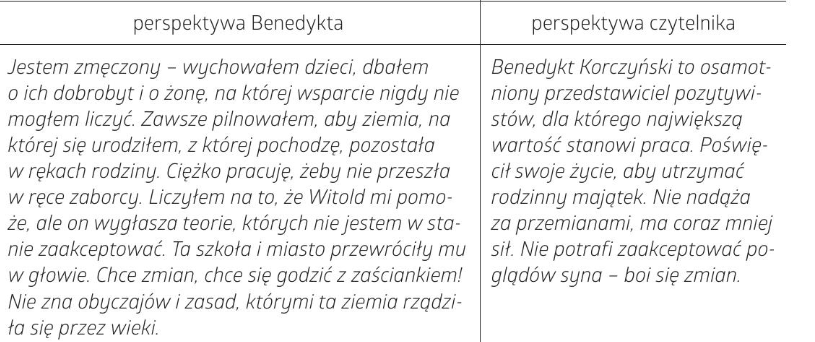 perspektywa Benedykta
Jestem zmęczony – wychowałem dzieci, dbałem
o ich dobrobyt i o żonę, na której wsparcie nigdy nie
mogłem liczyć. Zawsze pilnowałem, aby ziemia, na
której się urodziłem, z której pochodzę, pozostała
w rękach rodziny. Ciężko pracuję, żeby nie przeszła
w ręce zaborcy. Liczyłem na to, że Witold mi pomo-
że, ale on wygłasza teorie, których nie jestem w sta-
nie zaakceptować. Ta szkoła i miasto przewróciły mu
w głowie. Chce zmian, chce się godzić z zaściankiem!
Nie zna obyczajów i zasad, którymi ta ziemia rządzi-
ła się przez wieki.
perspektywa czytelnika
Benedykt Korczyński to osamot-
niony przedstawiciel pozytywi-
stów, dla którego największą
wartość stanowi praca. Poświę-
cił swoje życie, aby utrzymać
rodzinny majątek. Nie nadąża
za przemianami, ma coraz mniej
sił. Nie potrafi zaakceptować po-
glądów syna – boi się zmian.